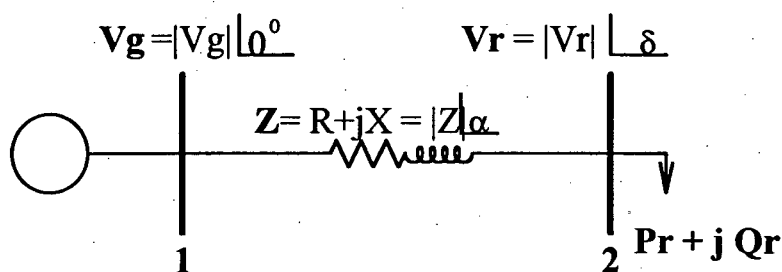 Vg =|Vg| 0° Vr = |Vr| δ
Z= R+jX = |Z| α
1 2 Pr + j Qr